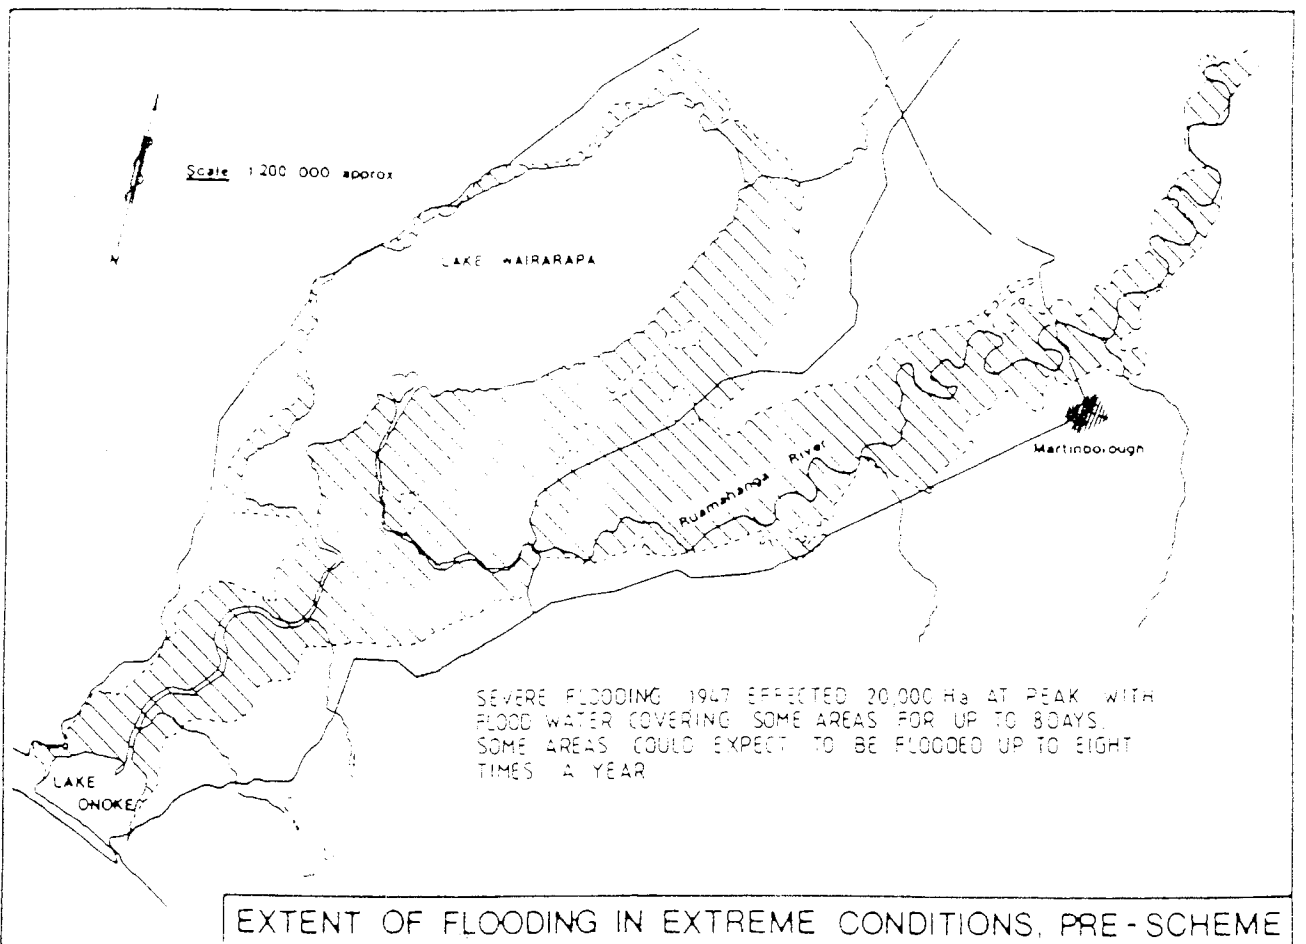 Scale 1:200 000 approx
N
LAKE WAIRARAPA
Martinborough
Ruamahanga River
SEVERE FLOODING 1947 EFFECTED 20,000 Ha AT PEAK WITH
FLOOD WATER COVERING SOME AREAS FOR UP TO 8DAYS.
SOME AREAS COULD EXPECT TO BE FLOODED UP TO EIGHT
TIMES A YEAR
LAKE
ONOKE
EXTENT OF FLOODING IN EXTREME CONDITIONS, PRE-SCHEME